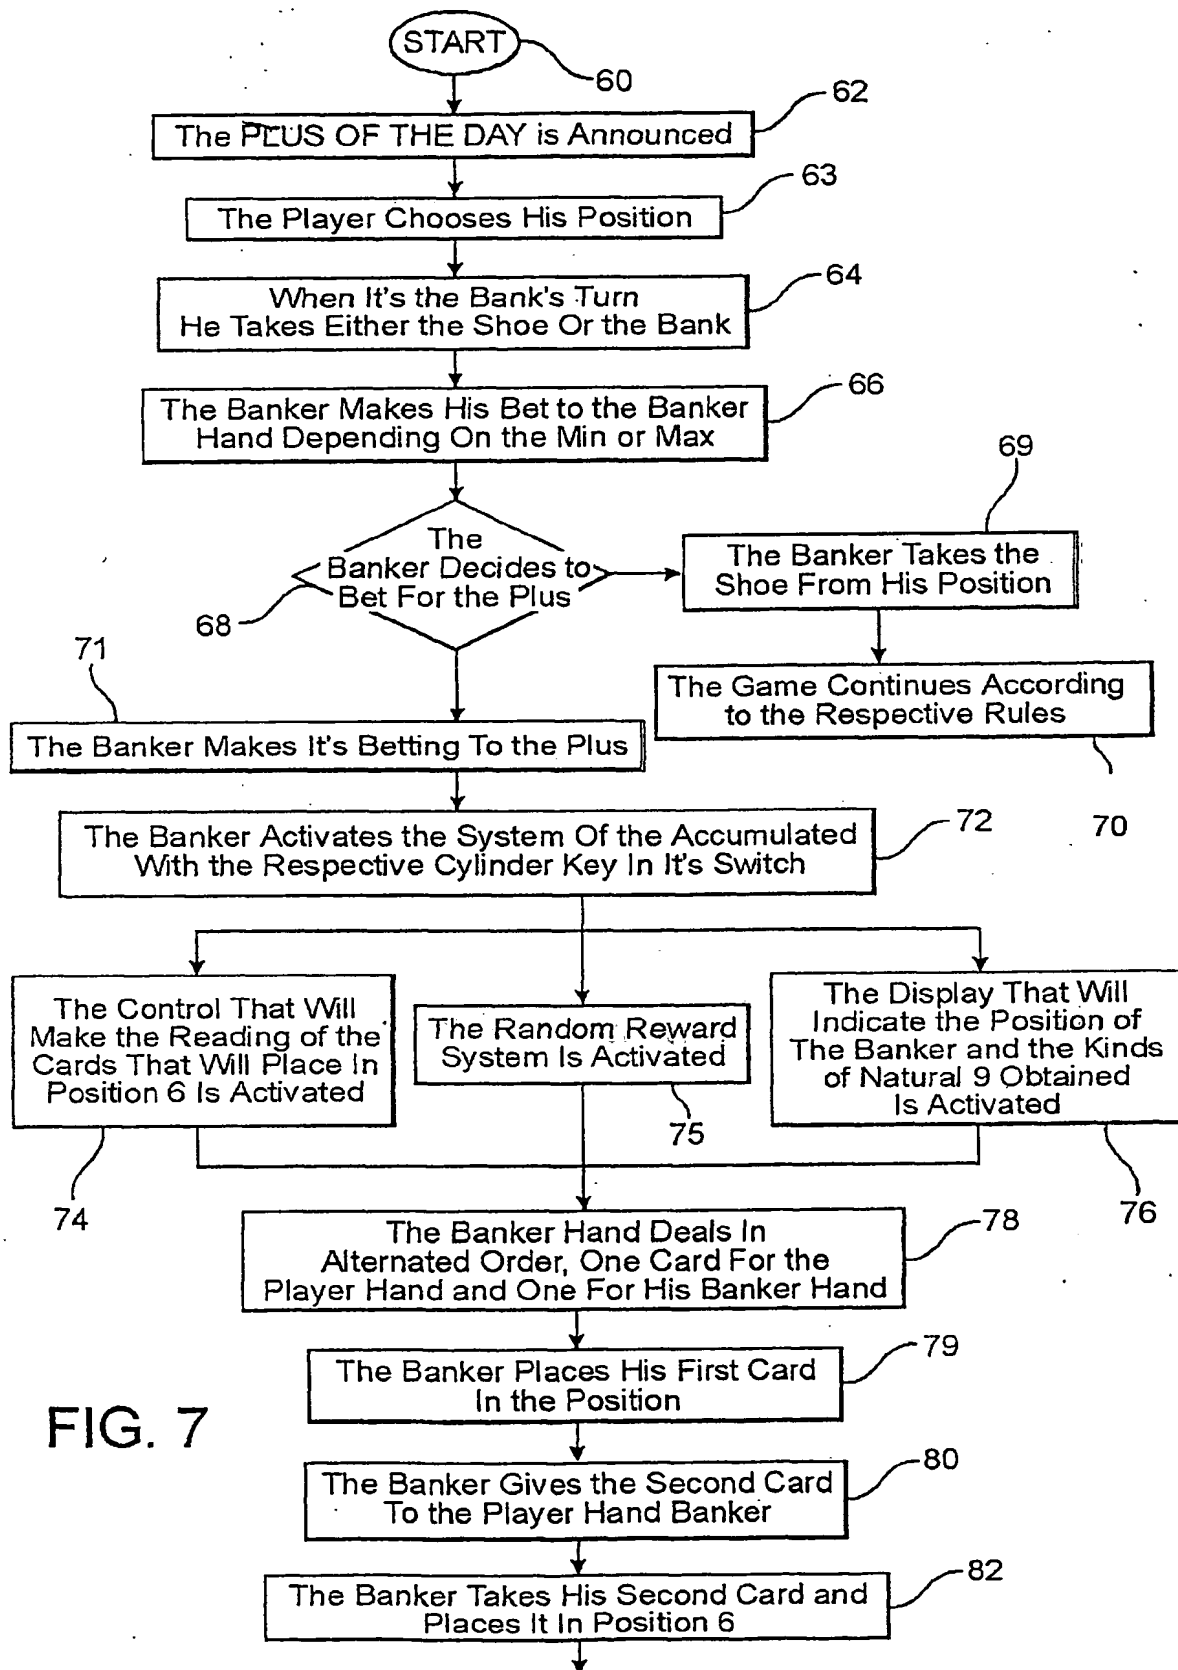 START
60
62
The PLUS OF THE DAY is Announced
63
The Player Chooses His Position
64
When It's the Bank's Turn
He Takes Either the Shoe Or the Bank
66
The Banker Makes His Bet to the Banker
Hand Depending On the Min or Max
69
The
Banker Decides to
Bet For the Plus
68
The Banker Takes the
Shoe From His Position
71
The Game Continues According
to the Respective Rules
70
The Banker Makes It's Betting To the Plus
72
The Banker Activates the System Of the Accumulated
With the Respective Cylinder Key In It's Switch
The Control That Will
Make the Reading of the
Cards That Will Place In
Position 6 Is Activated
74
The Random Reward
System Is Activated
75
The Display That Will
Indicate the Position of
The Banker and the Kinds
of Natural 9 Obtained
Is Activated
76
78
The Banker Hand Deals In
Alternated Order, One Card For the
Player Hand and One For His Banker Hand
79
The Banker Places His First Card
In the Position
FIG. 7
80
The Banker Gives the Second Card
To the Player Hand Banker
82
The Banker Takes His Second Card and
Places It In Position 6